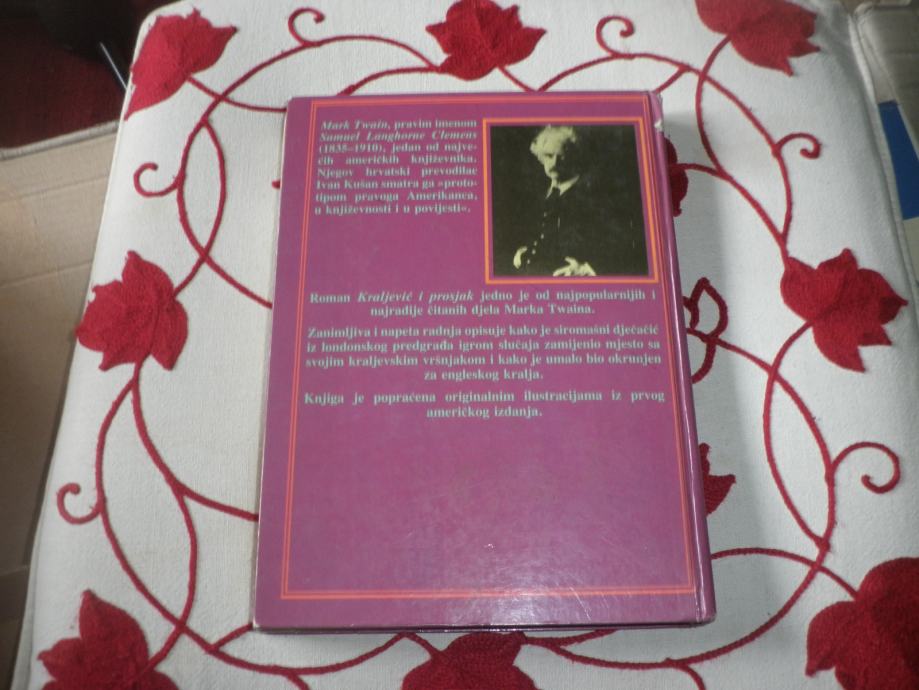 Mark Twain, pravim imenom
Samuel Langhorne Clemens
(1835–1910), jedan od najve-
ćih američkih književnika.
Njegov hrvatski prevodilac
Ivan Kušan smatra ga »proto-
tipom pravoga Amerikanca,
u književnosti i u povijesti«.
Roman Kraljević i prosjak jedno je od najpopularnijih i
najradije čitanih djela Marka Twaina.
Zanimljiva i napeta radnja opisuje kako je siromašni dječačić
iz londonskog predgrađa igrom slučaja zamijenio mjesto sa
svojim kraljevskim vršnjakom i kako je umalo bio okrunjen
za engleskog kralja.
Knjiga je popraćena originalnim ilustracijama iz prvog
američkog izdanja.